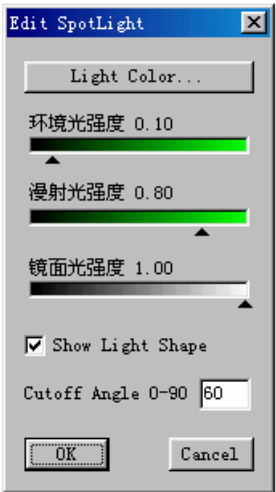 Edit SpotLight
Light Color...
环境光强度 0.10
漫射光强度 0.80
镜面光强度 1.00
Show Light Shape
Cutoff Angle 0-90 60
OK Cancel